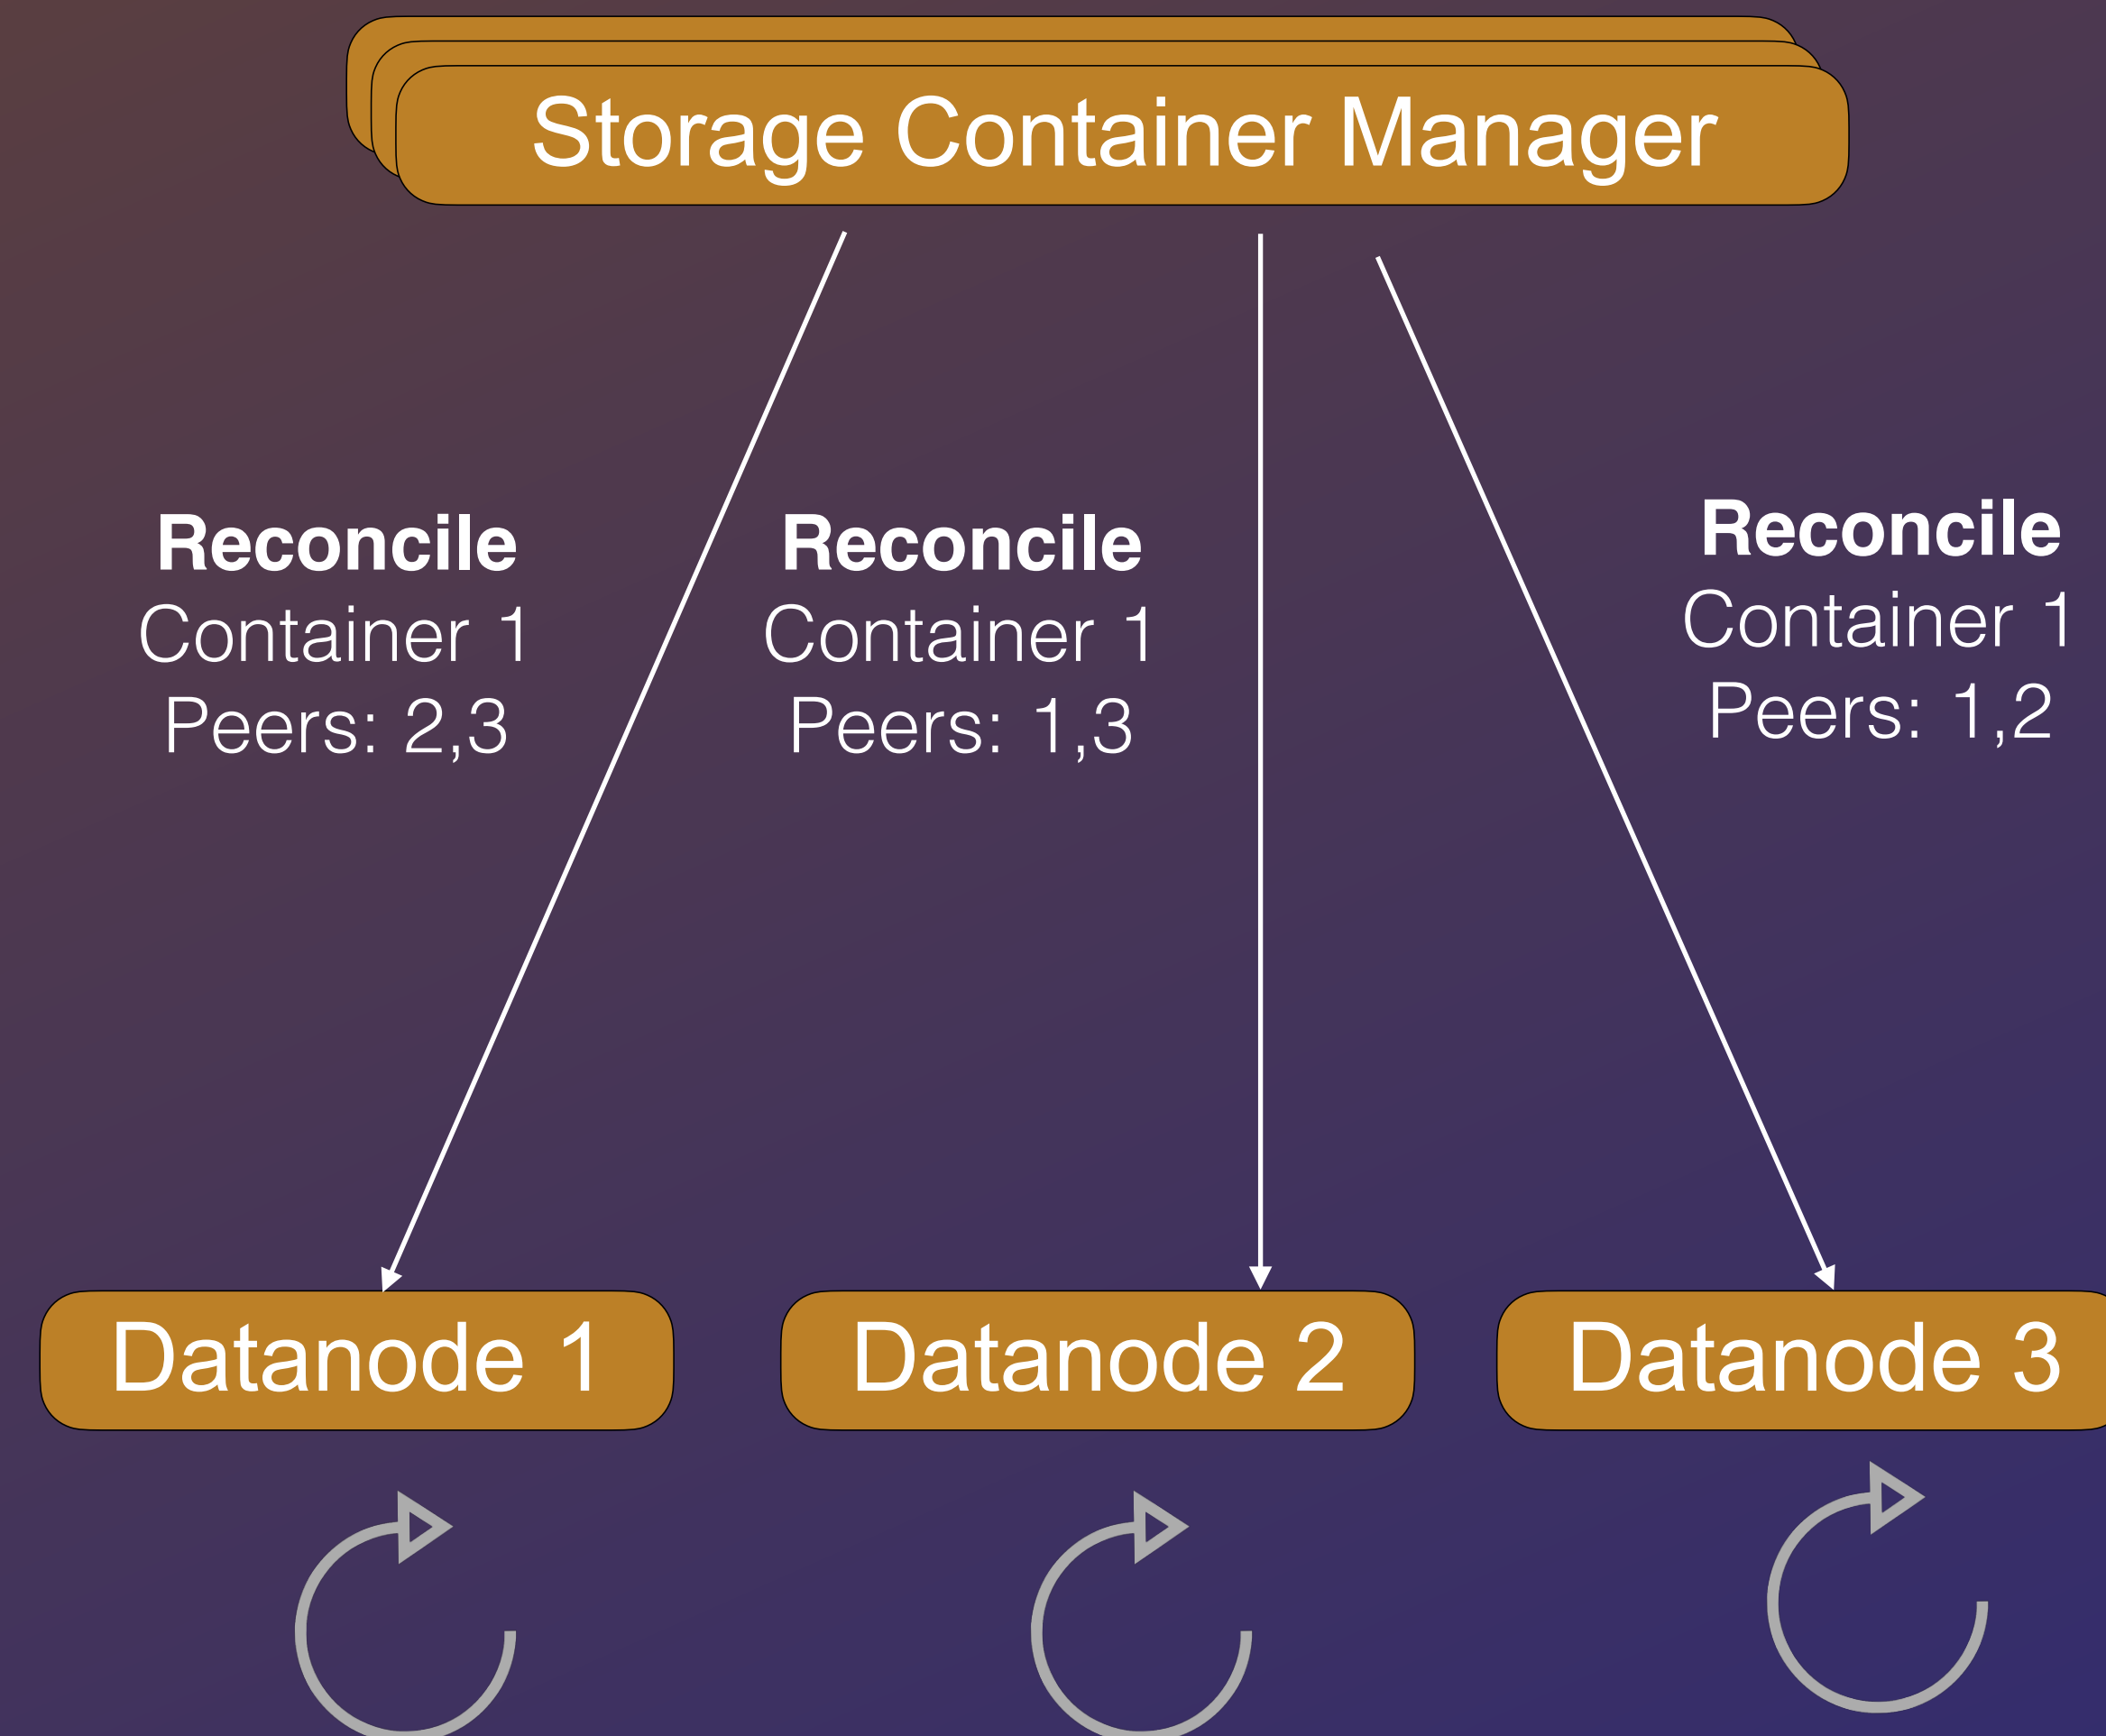 Storage Container Manager
Reconcile
Container 1
Peers: 2,3
Reconcile
Container 1
Peers: 1,3
Reconcile
Container 1
Peers: 1,2
Datanode 1
Datanode 2
Datanode 3